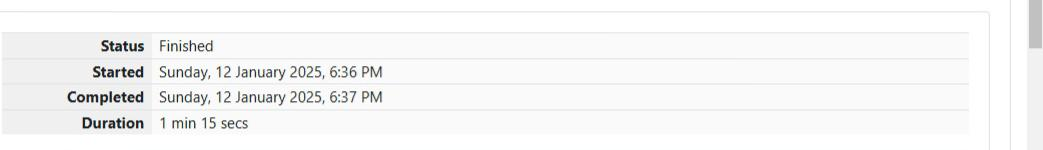 Status Finished
Started Sunday, 12 January 2025, 6:36 PM
Completed Sunday, 12 January 2025, 6:37 PM
Duration 1 min 15 secs